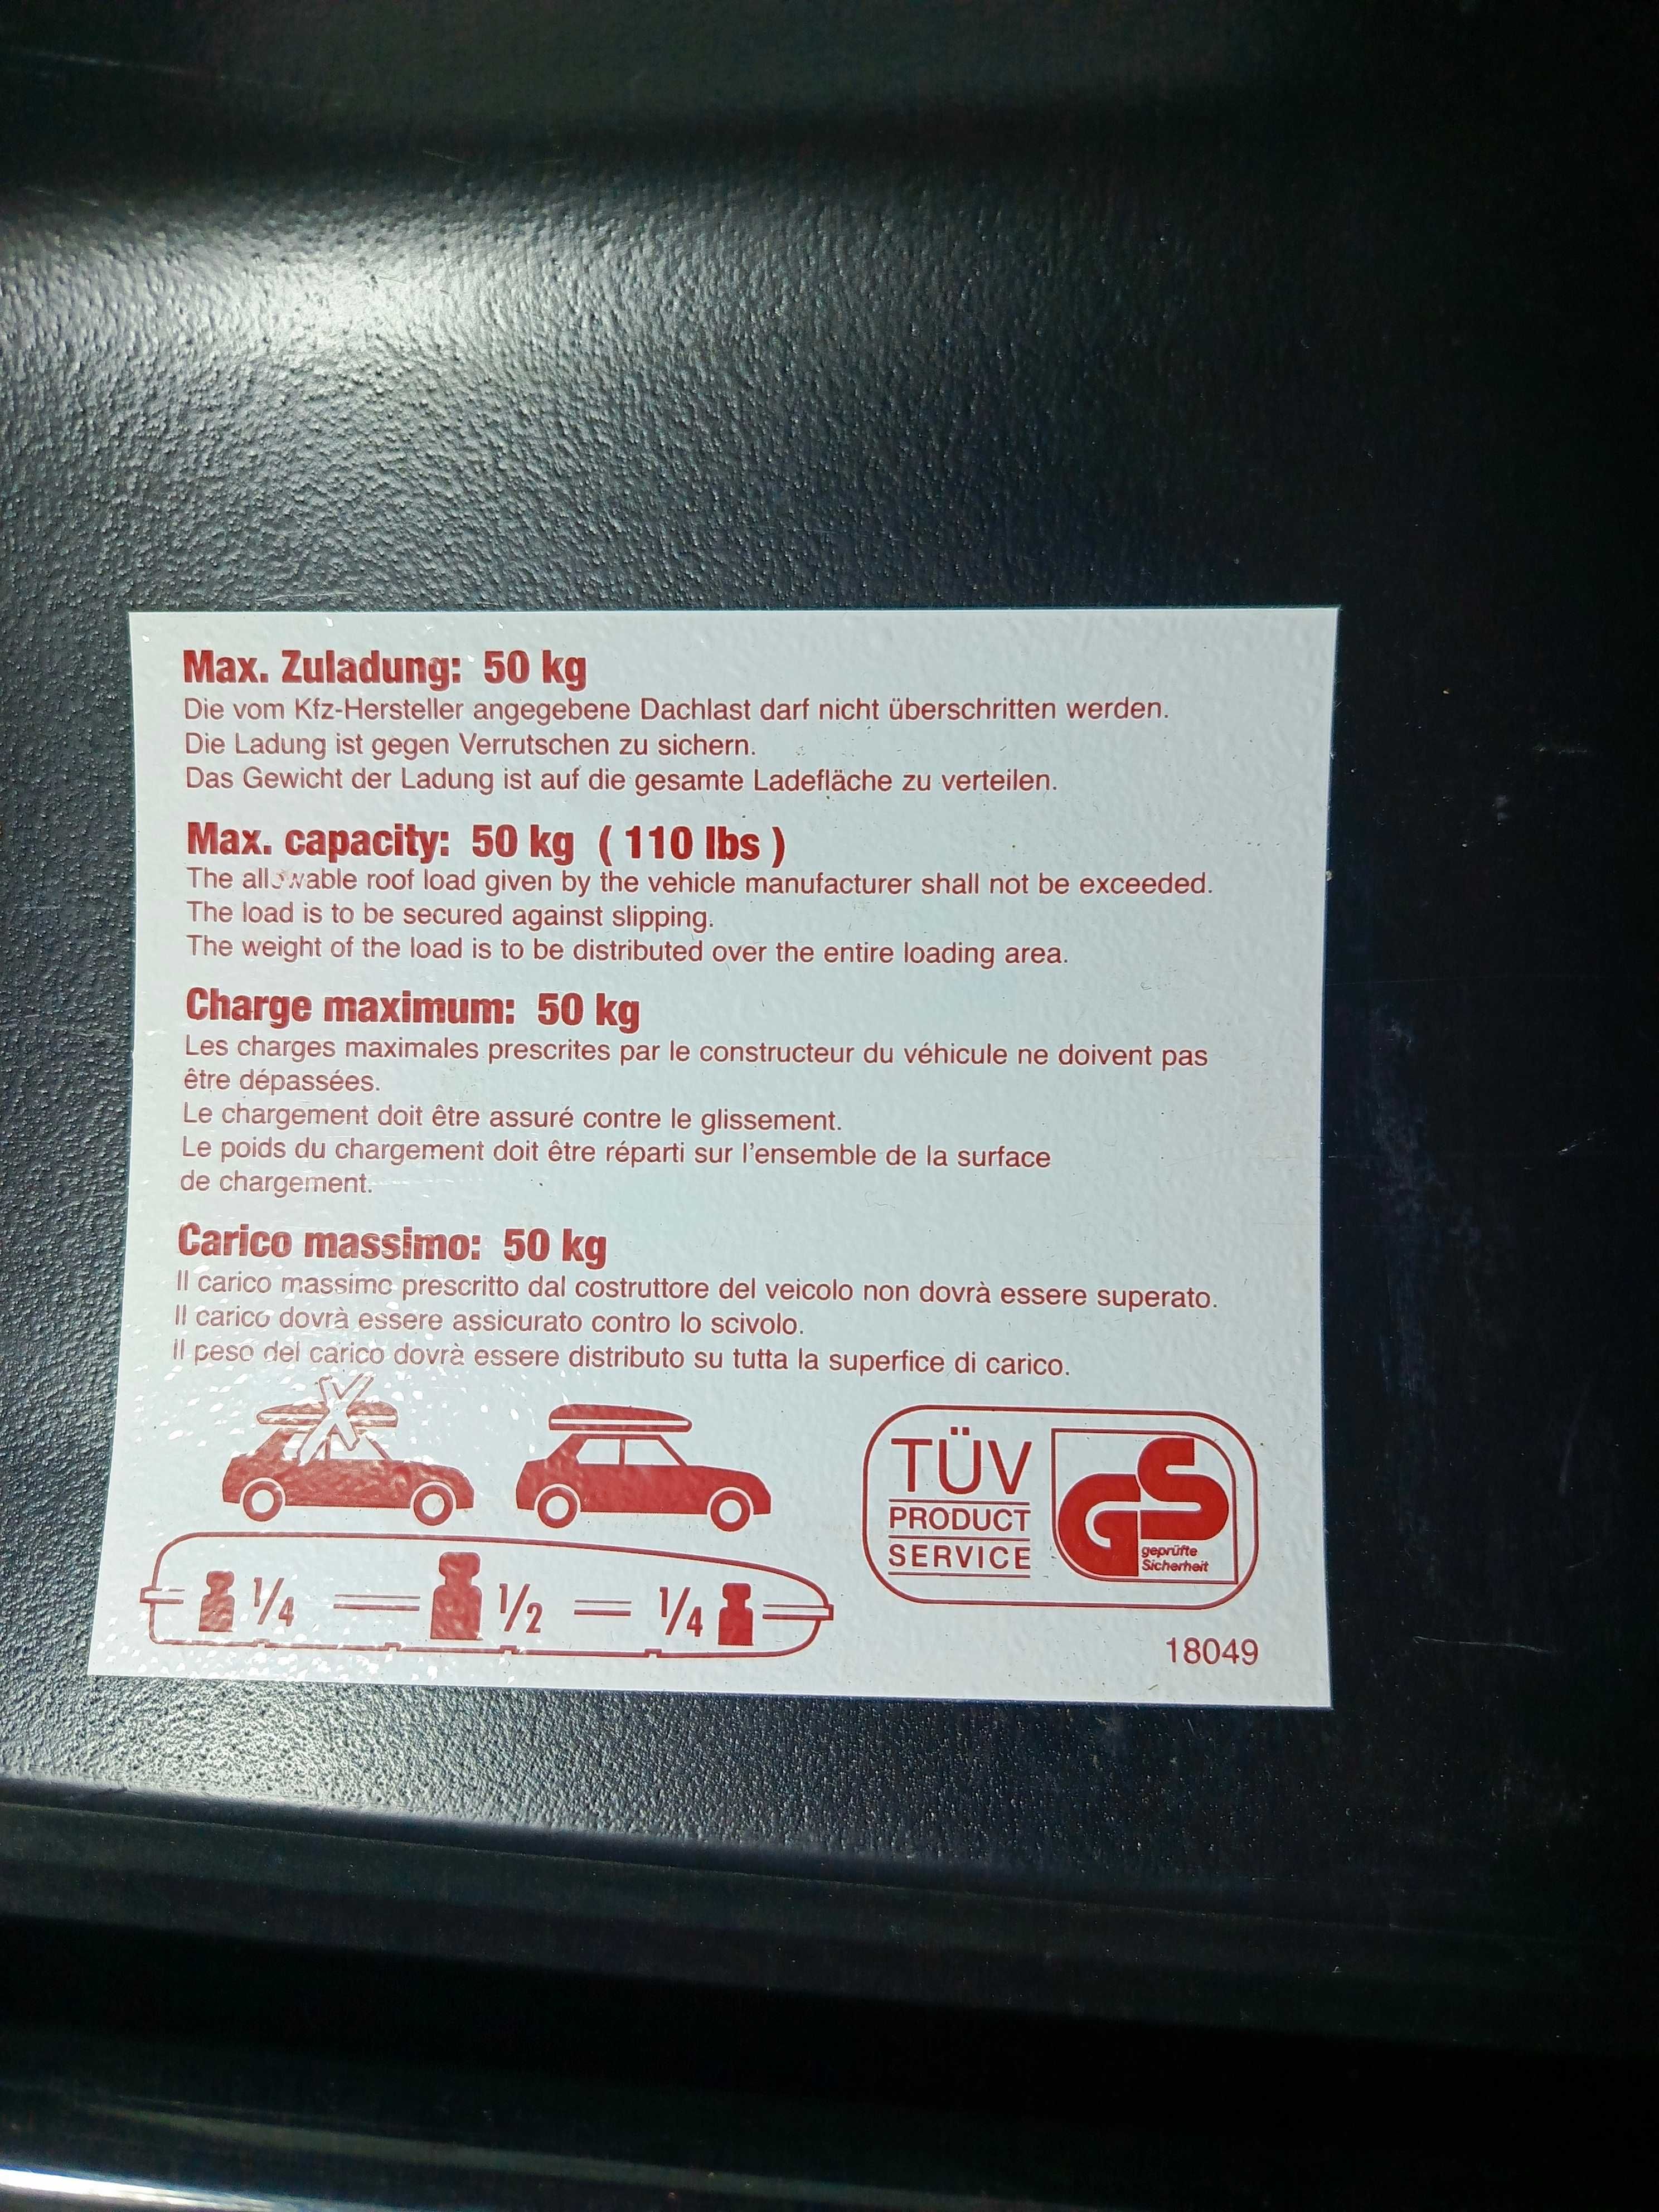 Max. Zuladung: 50 kg
Die vom Kfz-Hersteller angegebene Dachlast darf nicht überschritten werden.
Die Ladung ist gegen Verrutschen zu sichern.
Das Gewicht der Ladung ist auf die gesamte Ladefläche zu verteilen.
Max. capacity: 50 kg ( 110 lbs )
The allowable roof load given by the vehicle manufacturer shall not be exceeded.
The load is to be secured against slipping.
The weight of the load is to be distributed over the entire loading area.
Charge maximum: 50 kg
Les charges maximales prescrites par le constructeur du véhicule ne doivent pas
être dépassées.
Le chargement doit être assuré contre le glissement.
Le poids du chargement doit être réparti sur l'ensemble de la surface
de chargement.
Carico massimo: 50 kg
Il carico massimo prescritto dal costruttore del veicolo non dovrà essere superato.
Il carico dovrà essere assicurato contro lo scivolo.
Il peso del carico dovrà essere distributo su tutta la superfice di carico.
TÜV
PRODUCT
SERVICE
GS
geprüfte
Sicherheit
1/4 1/2 1/4
18049